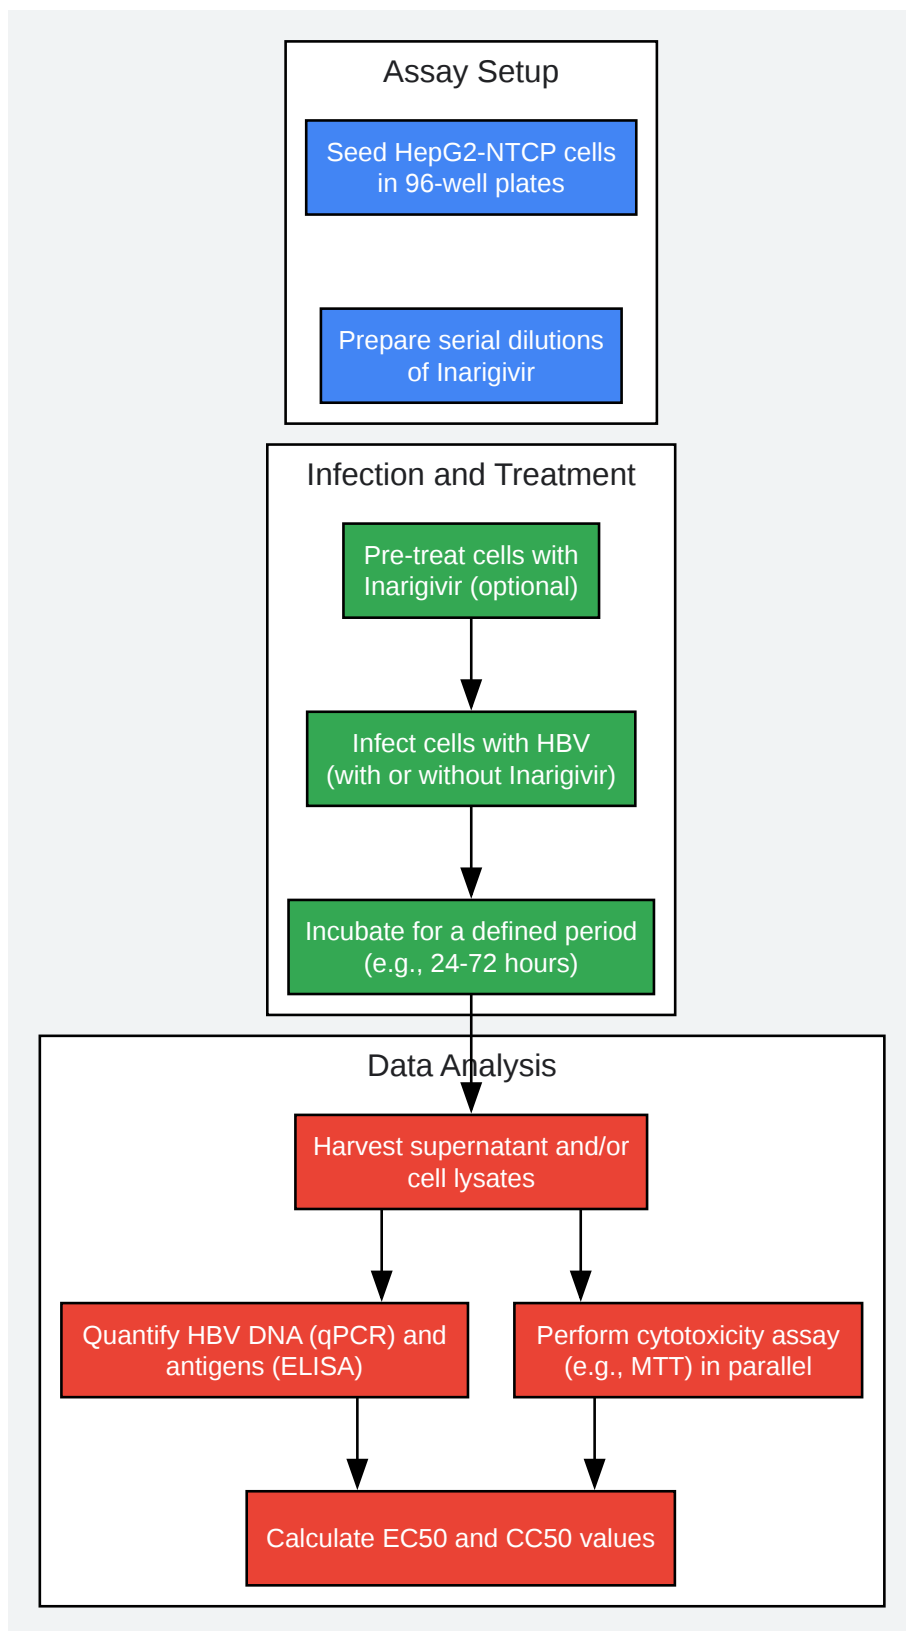 Assay Setup
Seed HepG2-NTCP cells
in 96-well plates
Prepare serial dilutions
of Inarigivir
Infection and Treatment
Pre-treat cells with
Inarigivir (optional)
Infect cells with HBV
(with or without Inarigivir)
Incubate for a defined period
(e.g., 24-72 hours)
Data Analysis
Harvest supernatant and/or
cell lysates
Quantify HBV DNA (qPCR) and
antigens (ELISA)
Perform cytotoxicity assay
(e.g., MTT) in parallel
Calculate EC50 and CC50 values